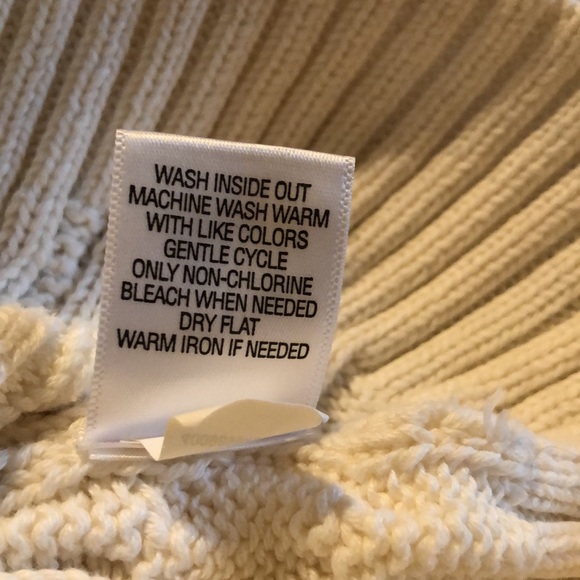 WASH INSIDE OUT
MACHINE WASH WARM
WITH LIKE COLORS
GENTLE CYCLE
ONLY NON-CHLORINE
BLEACH WHEN NEEDED
DRY FLAT
WARM IRON IF NEEDED